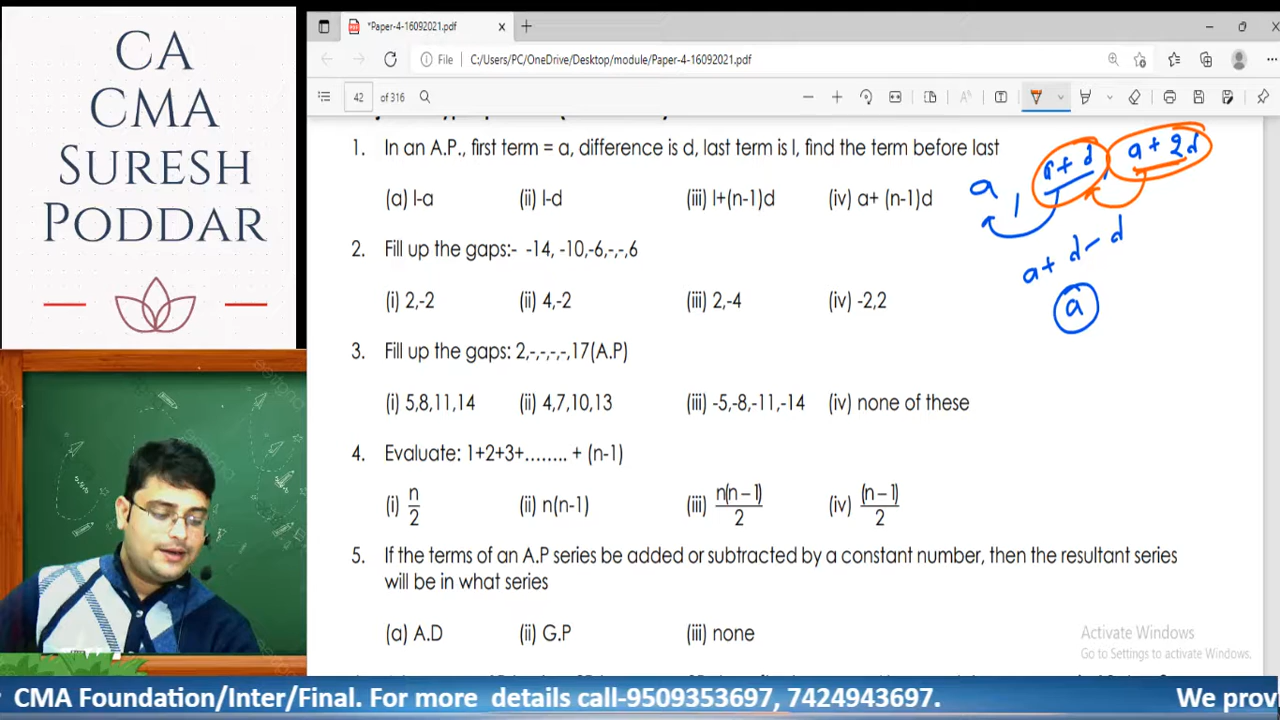 CA
CMA
SURESH
PODDAR
*Paper-4-16092021.pdf
File C:/Users/PC/OneDrive/Desktop/module/Paper-4-16092021.pdf
42 of 316
1. In an A.P., first term = a, difference is d, last term is l, find the term before last
(a) l-a (ii) l-d (iii) l+(n-1)d (iv) a+ (n-1)d
a, a+d, a+2d
a+d-d
a
2. Fill up the gaps:- -14, -10,-6,-,-,6
(i) 2,-2 (ii) 4,-2 (iii) 2,-4 (iv) -2,2
3. Fill up the gaps: 2,-,-,-,-,17(A.P)
(i) 5,8,11,14 (ii) 4,7,10,13 (iii) -5,-8,-11,-14 (iv) none of these
4. Evaluate: 1+2+3+........ + (n-1)
(i) n/2 (ii) n(n-1) (iii) n(n-1)/2 (iv) (n-1)/2
5. If the terms of an A.P series be added or subtracted by a constant number, then the resultant series
will be in what series
(a) A.D (ii) G.P (iii) none
Activate Windows
Go to Settings to activate Windows.
CMA Foundation/Inter/Final. For more details call-9509353697, 7424943697. We prov